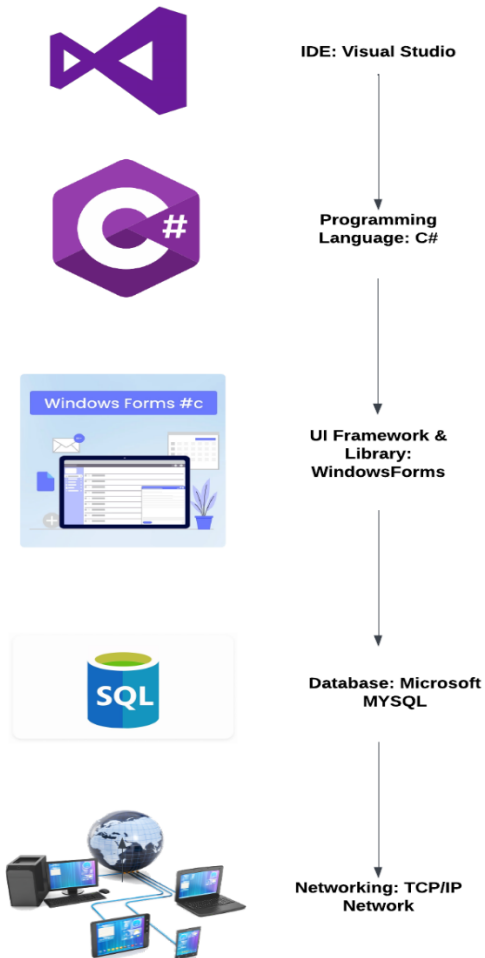 IDE: Visual Studio
C#
Programming
Language: C#
Windows Forms #c
UI Framework &
Library:
WindowsForms
SQL
Database: Microsoft
MYSQL
Networking: TCP/IP
Network